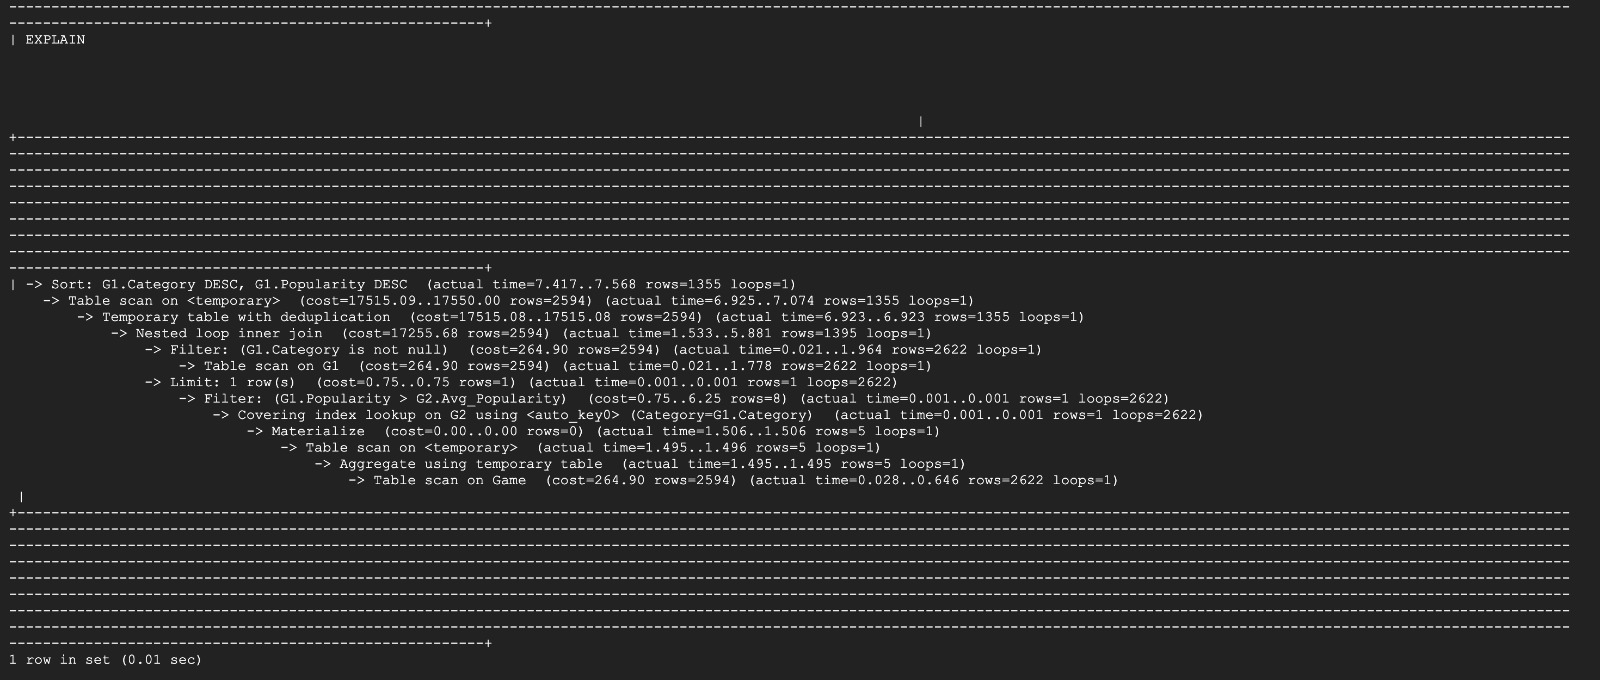 -----------------------------------------------------------------------------------------------------------------------------------------------------------------------------------------
--------------------------------------------------------+
| EXPLAIN
|
+----------------------------------------------------------------------------------------------------------------------------------------------------------------------------------------
-----------------------------------------------------------------------------------------------------------------------------------------------------------------------------------------
-----------------------------------------------------------------------------------------------------------------------------------------------------------------------------------------
-----------------------------------------------------------------------------------------------------------------------------------------------------------------------------------------
-----------------------------------------------------------------------------------------------------------------------------------------------------------------------------------------
-----------------------------------------------------------------------------------------------------------------------------------------------------------------------------------------
-----------------------------------------------------------------------------------------------------------------------------------------------------------------------------------------
-----------------------------------------------------------------------------------------------------------------------------------------------------------------------------------------
--------------------------------------------------------+
| -> Sort: G1.Category DESC, G1.Popularity DESC  (actual time=7.417..7.568 rows=1355 loops=1)
    -> Table scan on <temporary>  (cost=17515.09..17550.00 rows=2594) (actual time=6.925..7.074 rows=1355 loops=1)
        -> Temporary table with deduplication  (cost=17515.08..17515.08 rows=2594) (actual time=6.923..6.923 rows=1355 loops=1)
            -> Nested loop inner join  (cost=17255.68 rows=2594) (actual time=1.533..5.881 rows=1395 loops=1)
                -> Filter: (G1.Category is not null)  (cost=264.90 rows=2594) (actual time=0.021..1.964 rows=2622 loops=1)
                    -> Table scan on G1  (cost=264.90 rows=2594) (actual time=0.021..1.778 rows=2622 loops=1)
                -> Limit: 1 row(s)  (cost=0.75..0.75 rows=1) (actual time=0.001..0.001 rows=1 loops=2622)
                    -> Filter: (G1.Popularity > G2.Avg_Popularity)  (cost=0.75..6.25 rows=8) (actual time=0.001..0.001 rows=1 loops=2622)
                        -> Covering index lookup on G2 using <auto_key0> (Category=G1.Category)  (actual time=0.001..0.001 rows=1 loops=2622)
                            -> Materialize  (cost=0.00..0.00 rows=0) (actual time=1.506..1.506 rows=5 loops=1)
                                -> Table scan on <temporary>  (actual time=1.495..1.496 rows=5 loops=1)
                                    -> Aggregate using temporary table  (actual time=1.495..1.495 rows=5 loops=1)
                                        -> Table scan on Game  (cost=264.90 rows=2594) (actual time=0.028..0.646 rows=2622 loops=1)
 |
+----------------------------------------------------------------------------------------------------------------------------------------------------------------------------------------
-----------------------------------------------------------------------------------------------------------------------------------------------------------------------------------------
-----------------------------------------------------------------------------------------------------------------------------------------------------------------------------------------
-----------------------------------------------------------------------------------------------------------------------------------------------------------------------------------------
-----------------------------------------------------------------------------------------------------------------------------------------------------------------------------------------
-----------------------------------------------------------------------------------------------------------------------------------------------------------------------------------------
-----------------------------------------------------------------------------------------------------------------------------------------------------------------------------------------
-----------------------------------------------------------------------------------------------------------------------------------------------------------------------------------------
--------------------------------------------------------+
1 row in set (0.01 sec)